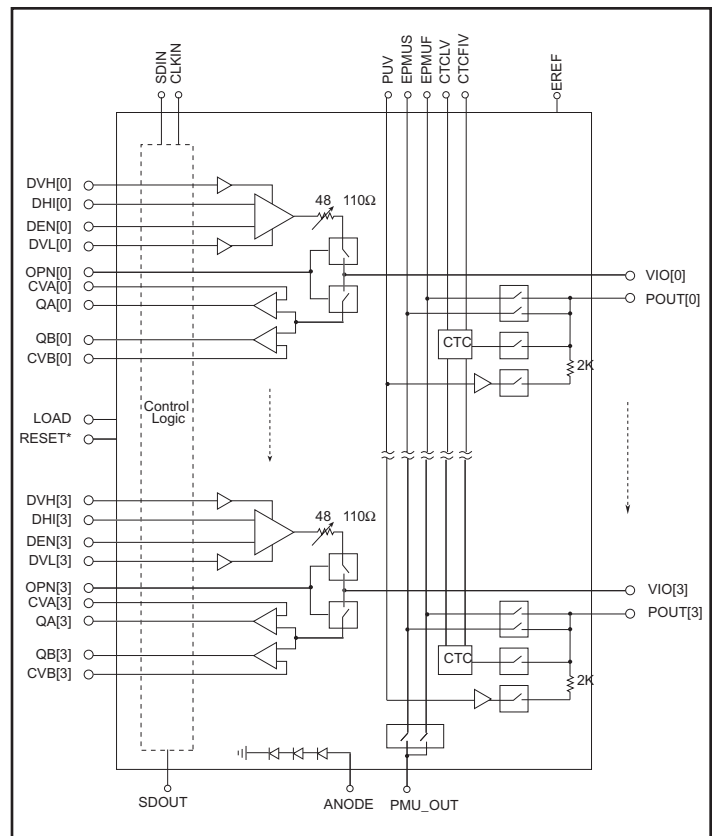 SDIN
CLKIN
PUV
EPMUS
EPMUF
CTCLV
CTCFIV
EREF
DVH[0]
DHI[0]
DEN[0]
DVL[0]
48 110Ω
OPN[0]
CVA[0]
QA[0]
QB[0]
CVB[0]
VIO[0]
POUT[0]
CTC
2K
LOAD
RESET*
Control
Logic
DVH[3]
DHI[3]
DEN[3]
DVL[3]
48 110Ω
OPN[3]
CVA[3]
QA[3]
QB[3]
CVB[3]
VIO[3]
POUT[3]
CTC
2K
SDOUT
ANODE
PMU_OUT